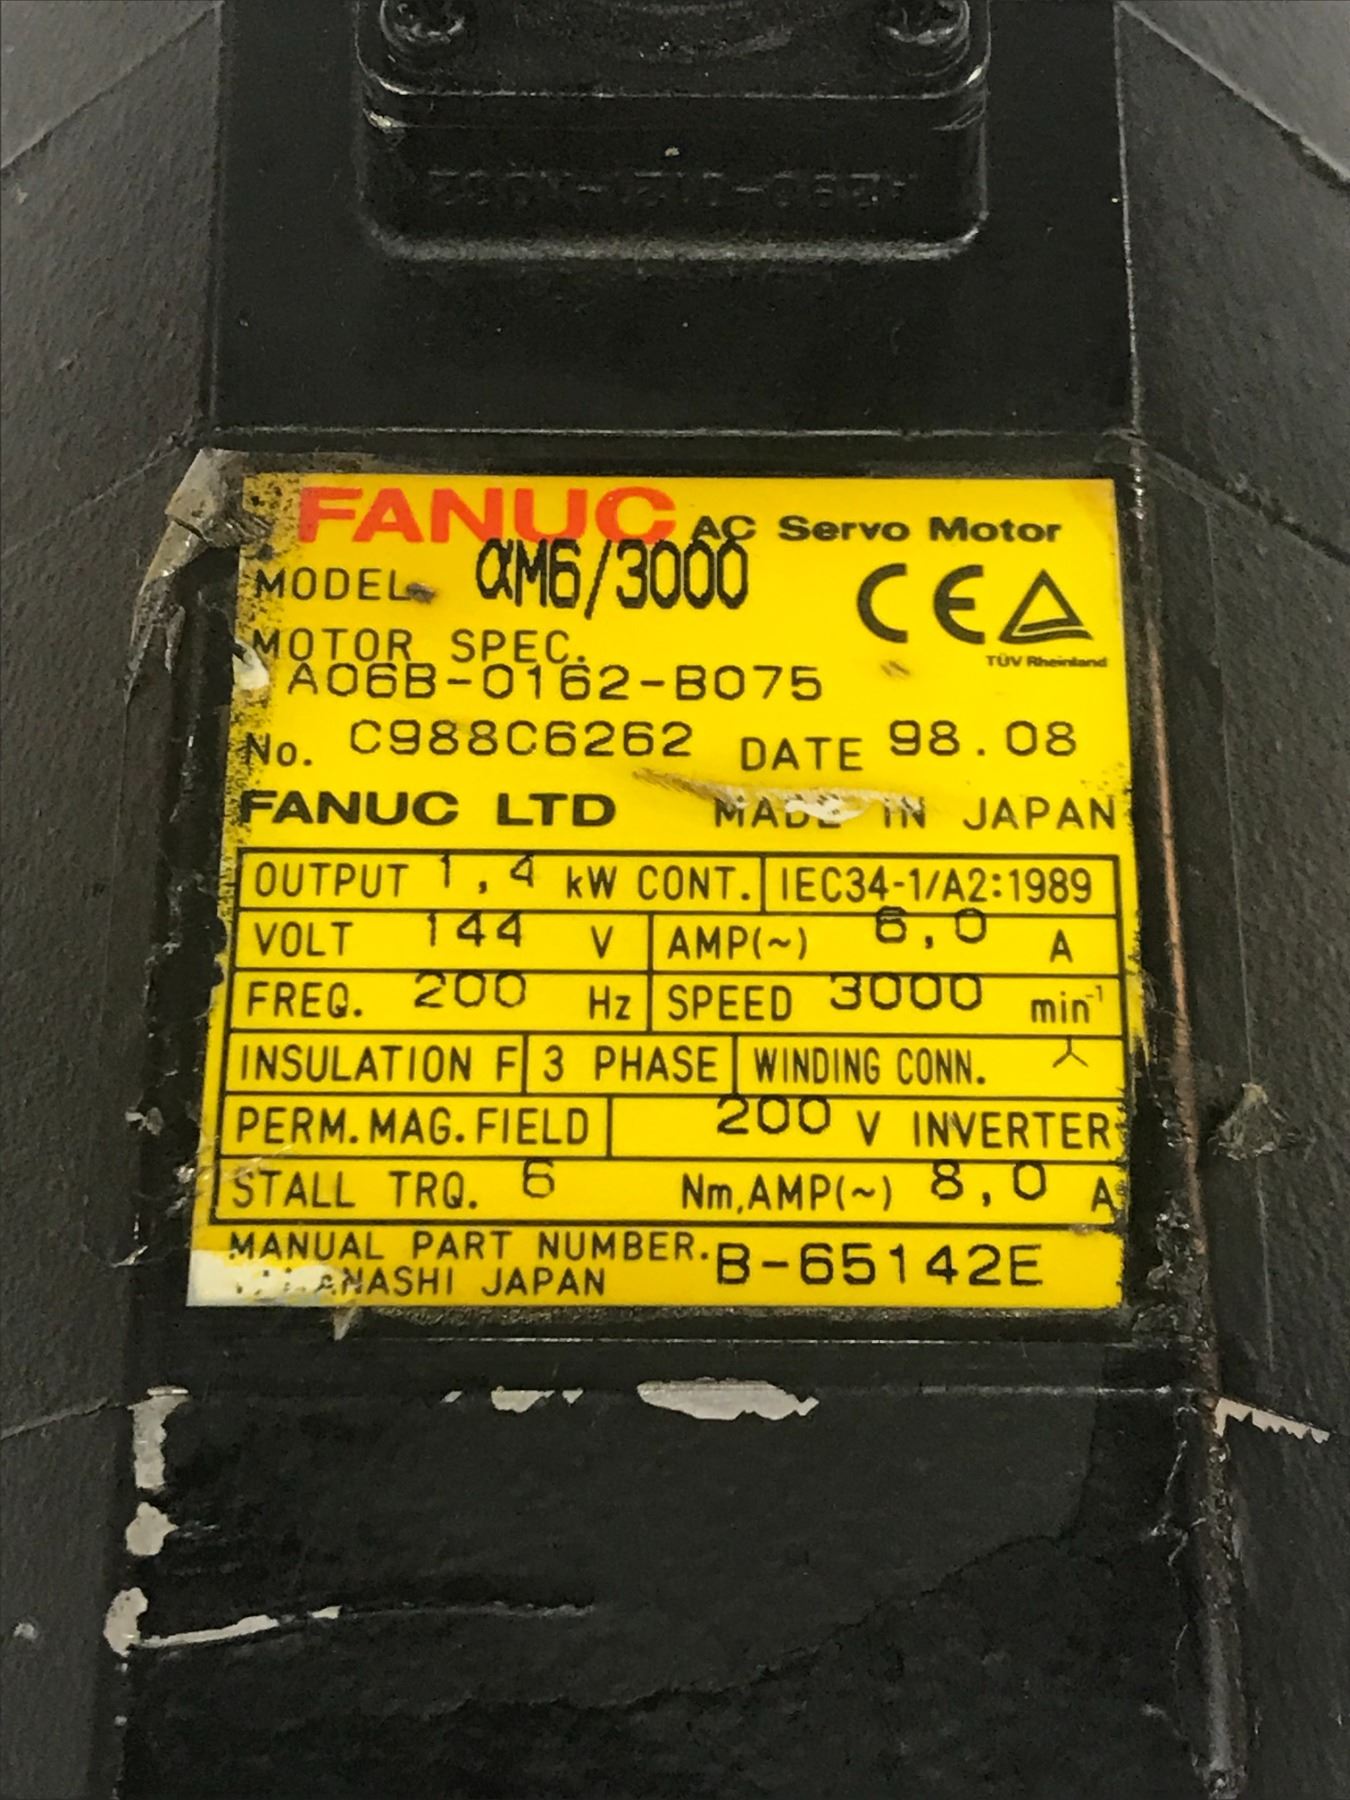 FANUC AC Servo Motor
MODEL αM6/3000
CE
TÜV Rheinland
MOTOR SPEC.
A06B-0162-B075
No. C988C6262 DATE 98.08
FANUC LTD MADE IN JAPAN
OUTPUT 1,4 kW CONT. IEC34-1/A2:1989
VOLT 144 V AMP(~) 6,0 A
FREQ. 200 Hz SPEED 3000 min-1
INSULATION F 3 PHASE WINDING CONN.
PERM.MAG.FIELD 200 V INVERTER
STALL TRQ. 6 Nm,AMP(~) 8,0 A
MANUAL PART NUMBER. B-65142E
JAPAN